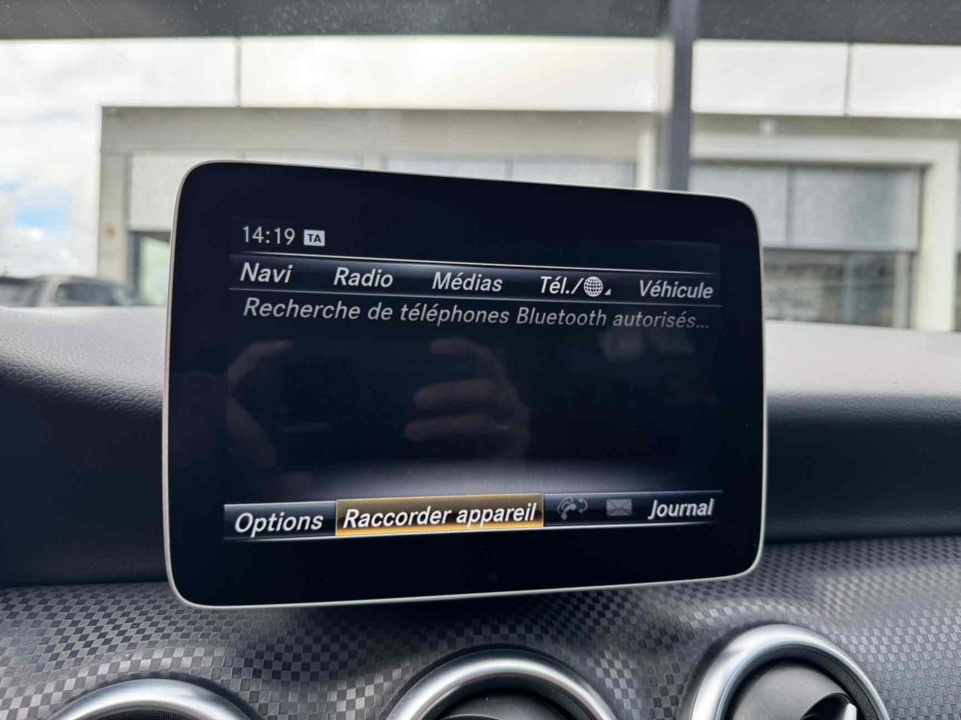 14:19 TA
Navi Radio Médias Tél./ Véhicule
Recherche de téléphones Bluetooth autorisés...
Options Raccorder appareil Journal